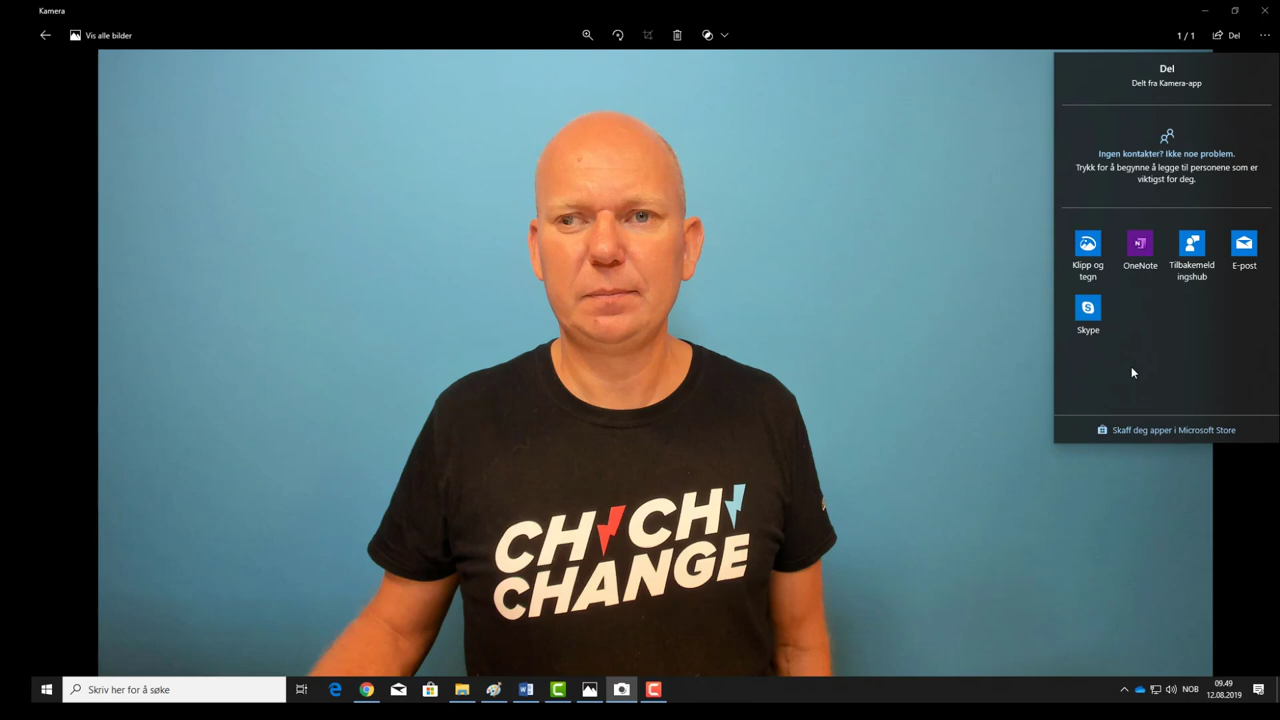 Kamera
Vis alle bilder
1 / 1
Del
Del
Delt fra Kamera-app
Ingen kontakter? Ikke noe problem.
Trykk for å begynne å legge til personene som er
viktigst for deg.
Klipp og
tegn
OneNote
Tilbakemeld
ingshub
E-post
Skype
Skaff deg apper i Microsoft Store
CH CH
CHANGE
Skriv her for å søke
NOB
09.49
12.08.2019